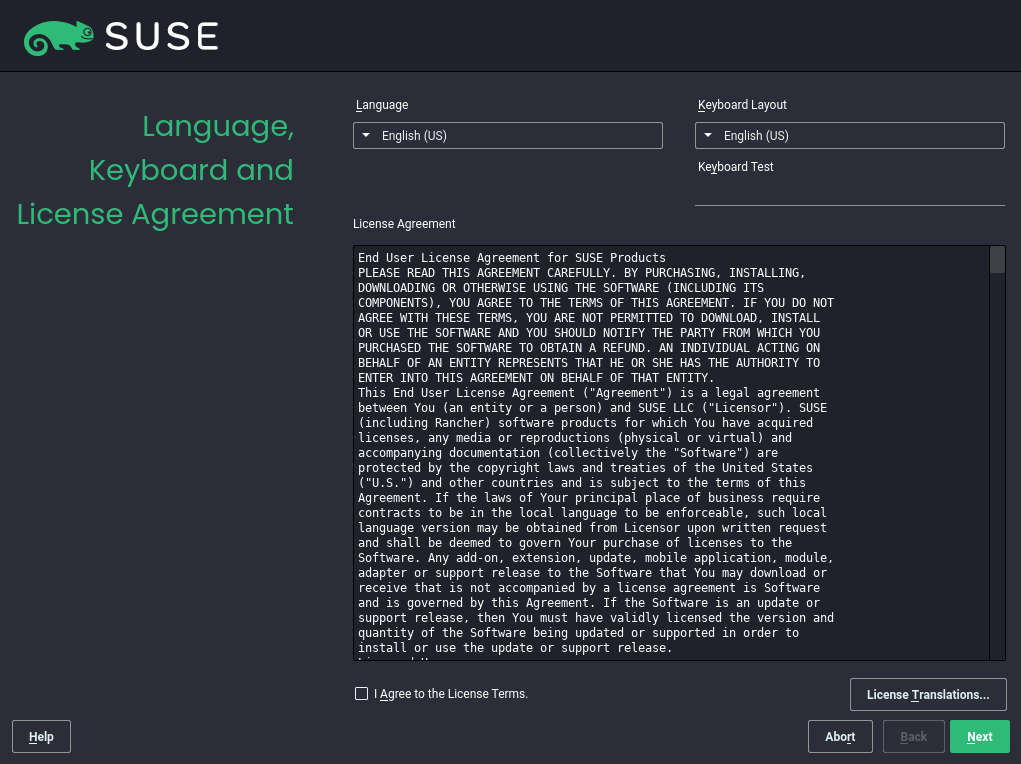 SUSE
Language,
Keyboard and
License Agreement
Language
Keyboard Layout
English (US)
English (US)
Keyboard Test
License Agreement
End User License Agreement for SUSE Products
PLEASE READ THIS AGREEMENT CAREFULLY. BY PURCHASING, INSTALLING,
DOWNLOADING OR OTHERWISE USING THE SOFTWARE (INCLUDING ITS
COMPONENTS), YOU AGREE TO THE TERMS OF THIS AGREEMENT. IF YOU DO NOT
AGREE WITH THESE TERMS, YOU ARE NOT PERMITTED TO DOWNLOAD, INSTALL
OR USE THE SOFTWARE AND YOU SHOULD NOTIFY THE PARTY FROM WHICH YOU
PURCHASED THE SOFTWARE TO OBTAIN A REFUND. AN INDIVIDUAL ACTING ON
BEHALF OF AN ENTITY REPRESENTS THAT HE OR SHE HAS THE AUTHORITY TO
ENTER INTO THIS AGREEMENT ON BEHALF OF THAT ENTITY.
This End User License Agreement ("Agreement") is a legal agreement
between You (an entity or a person) and SUSE LLC ("Licensor"). SUSE
(including Rancher) software products for which You have acquired
licenses, any media or reproductions (physical or virtual) and
accompanying documentation (collectively the "Software") are
protected by the copyright laws and treaties of the United States
("U.S.") and other countries and is subject to the terms of this
Agreement. If the laws of Your principal place of business require
contracts to be in the local language to be enforceable, such local
language version may be obtained from Licensor upon written request
and shall be deemed to govern Your purchase of licenses to the
Software. Any add-on, extension, update, mobile application, module,
adapter or support release to the Software that You may download or
receive that is not accompanied by a license agreement is Software
and is governed by this Agreement. If the Software is an update or
support release, then You must have validly licensed the version and
quantity of the Software being updated or supported in order to
install or use the update or support release.
I Agree to the License Terms.
License Translations...
Help
Abort
Back
Next